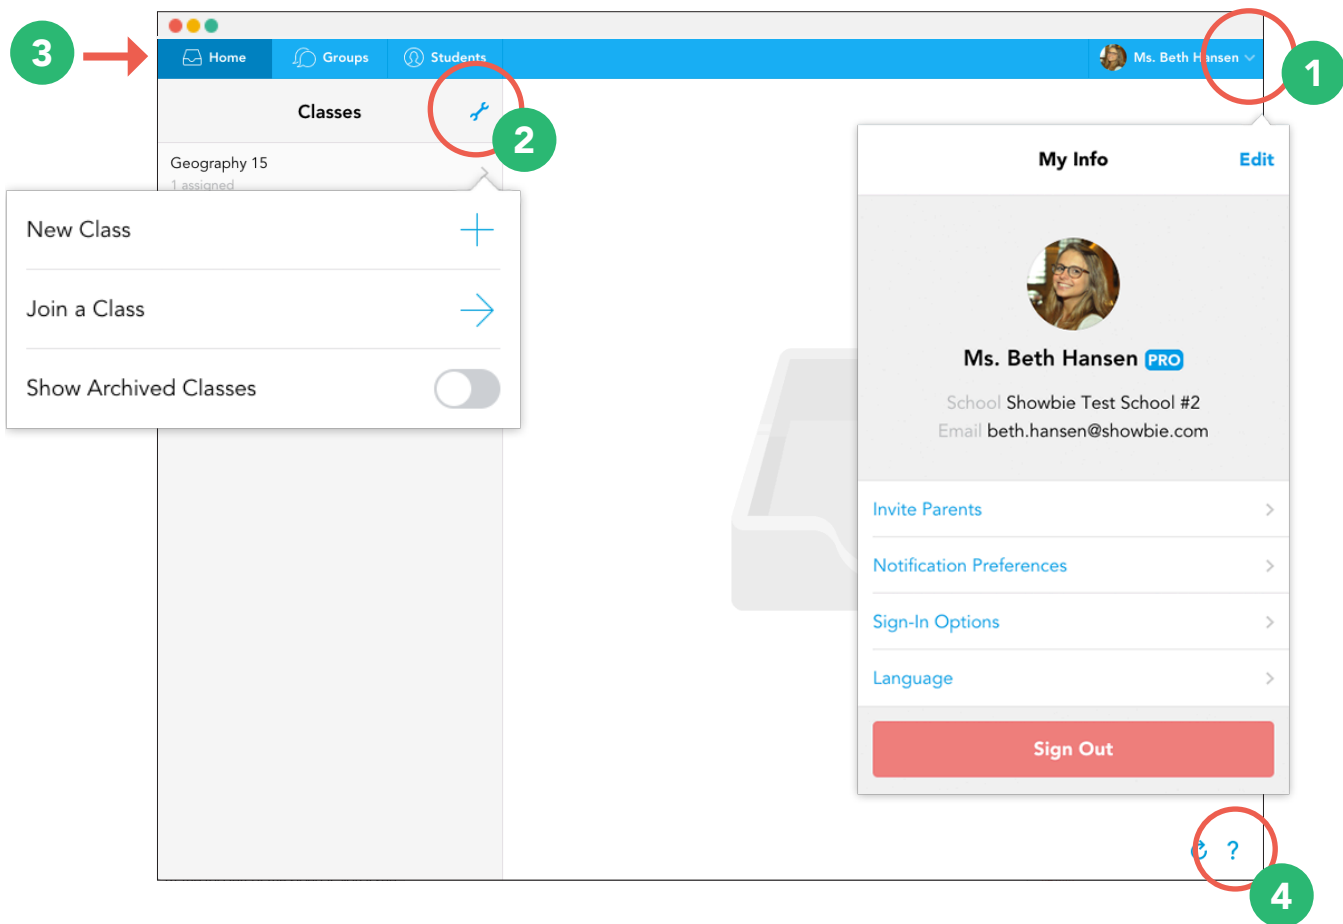 3
Home
Groups
Students
Ms. Beth Hansen
1
Classes
2
Geography 15
1 assigned
New Class
Join a Class
Show Archived Classes
My Info
Edit
Ms. Beth Hansen PRO
School Showbie Test School #2
Email beth.hansen@showbie.com
Invite Parents
Notification Preferences
Sign-In Options
Language
Sign Out
?
4